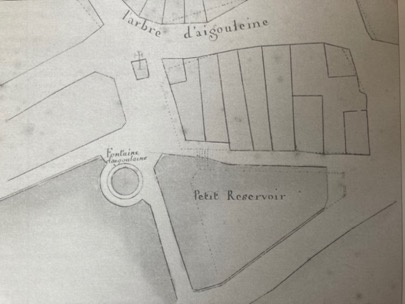 l'arbre d'aigouleine
Fontaine
d'aigouleine
Petit Reservoir